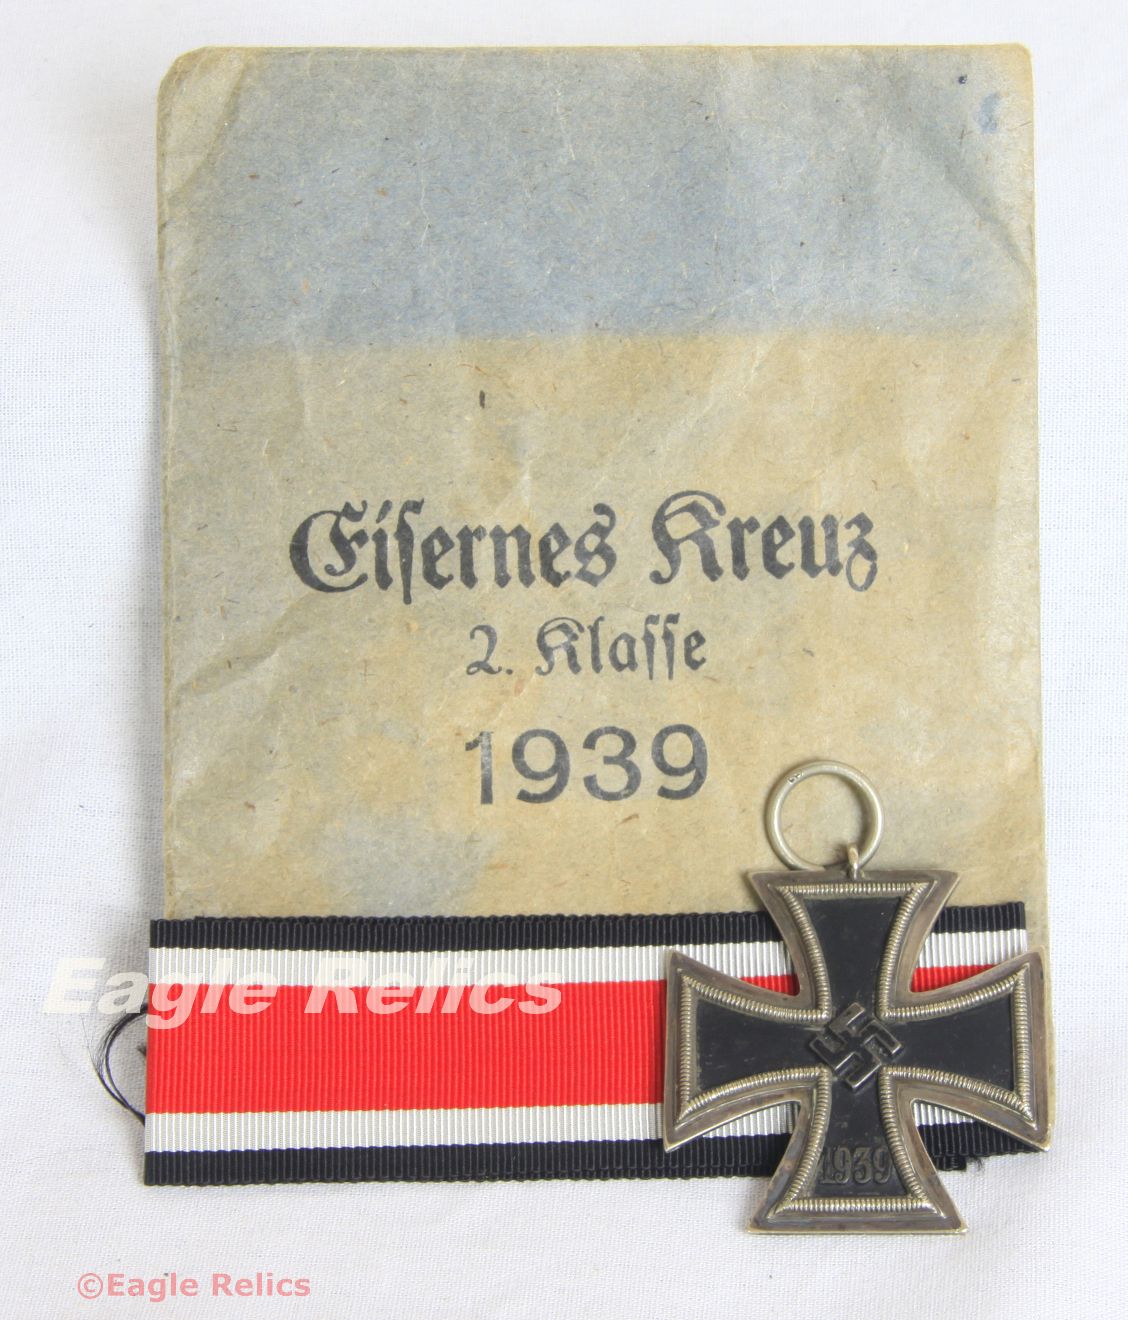 Eisernes Kreuz
2. Klasse
1939
Eagle Relics
1939
©Eagle Relics